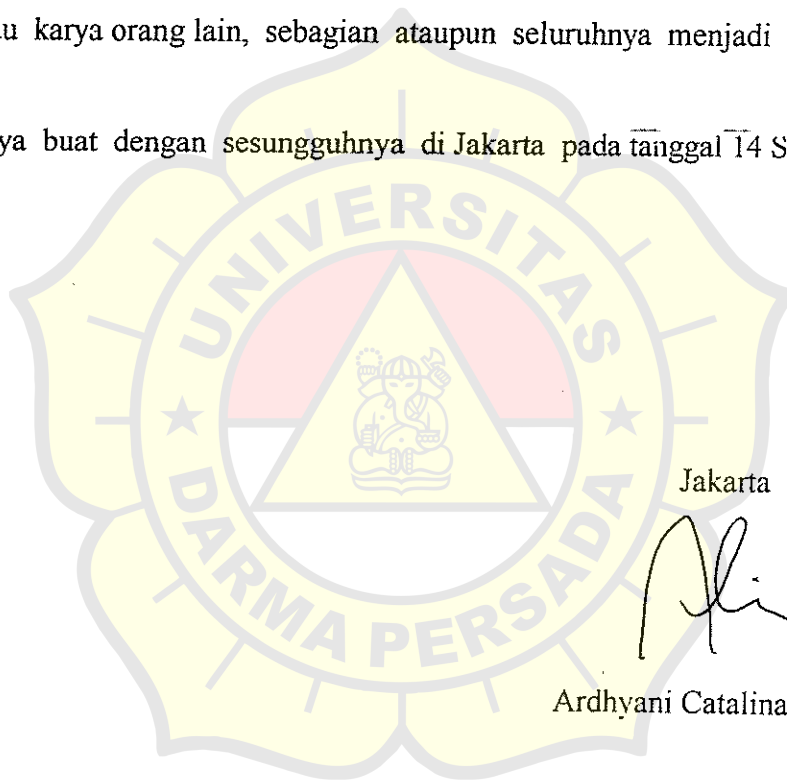 karya orang lain, sebagian ataupun seluruhnya menjadi
buat dengan sesungguhnya di Jakarta pada tanggal 14
UNIVERSITAS
DARMA PERSADA
Jakarta
Ardhyani Catalina